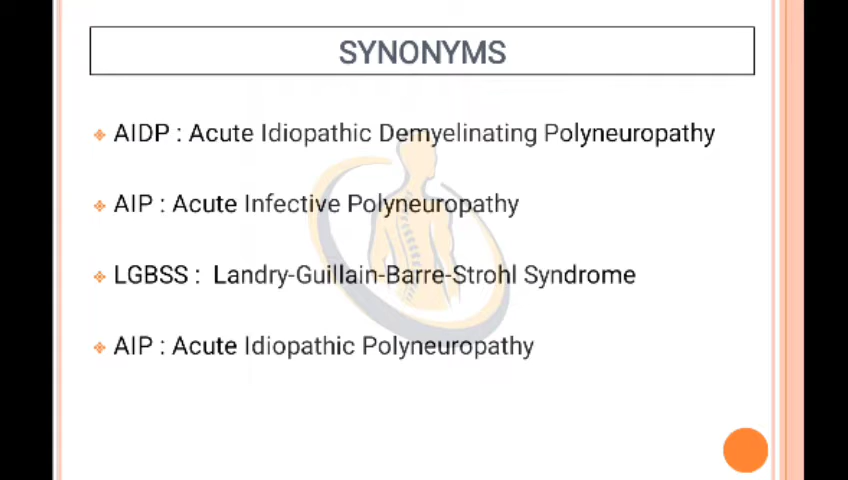 SYNONYMS
AIDP : Acute Idiopathic Demyelinating Polyneuropathy
AIP : Acute Infective Polyneuropathy
LGBSS : Landry-Guillain-Barre-Strohl Syndrome
AIP : Acute Idiopathic Polyneuropathy